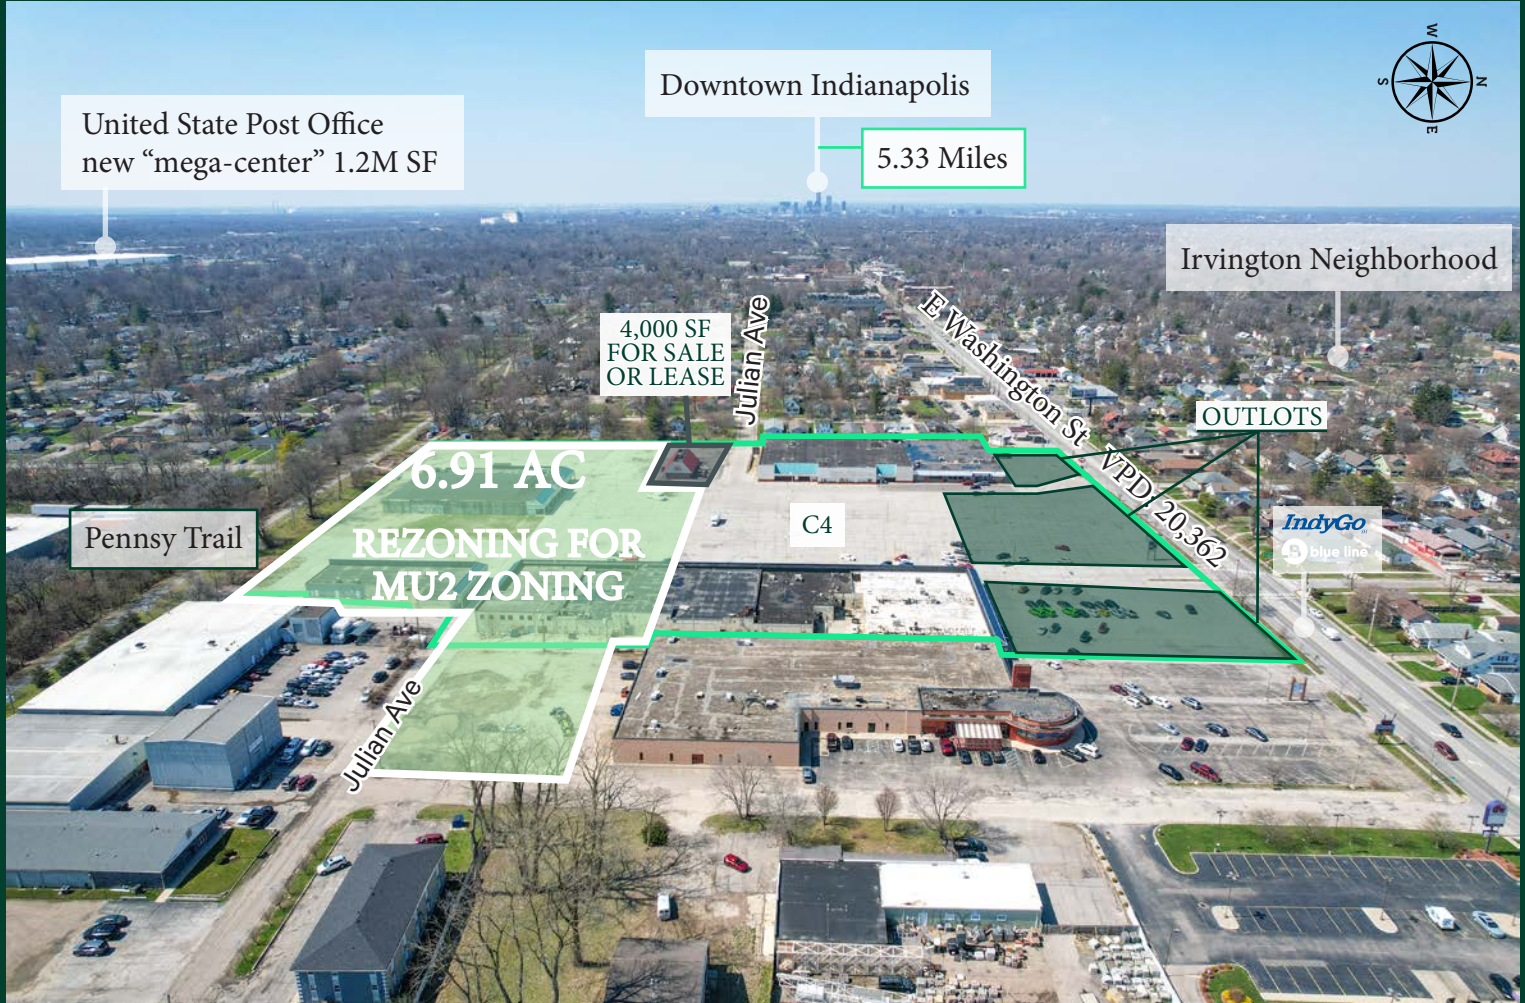 W
S
N
E
Downtown Indianapolis
5.33 Miles
United State Post Office
new “mega-center” 1.2M SF
Irvington Neighborhood
4,000 SF
FOR SALE
OR LEASE
Julian Ave
E Washington St
VPD: 20,362
OUTLOTS
6.91 AC
REZONING FOR
MU2 ZONING
C4
Pennsy Trail
IndyGo
B blue line
Julian Ave